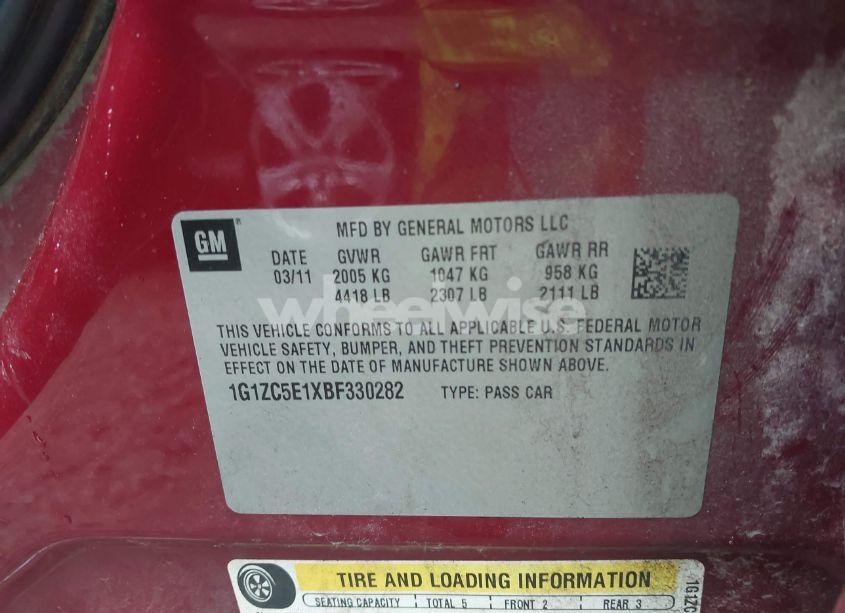 GM
MFD BY GENERAL MOTORS LLC
DATE GVWR GAWR FRT GAWR RR
03/11 2005 KG 1047 KG 958 KG
4418 LB 2307 LB 2111 LB
wheelwise
THIS VEHICLE CONFORMS TO ALL APPLICABLE U.S. FEDERAL MOTOR
VEHICLE SAFETY, BUMPER, AND THEFT PREVENTION STANDARDS IN
EFFECT ON THE DATE OF MANUFACTURE SHOWN ABOVE.
1G1ZC5E1XBF330282 TYPE: PASS CAR
TIRE AND LOADING INFORMATION
SEATING CAPACITY TOTAL 5 FRONT 2 REAR 3
1G1ZC